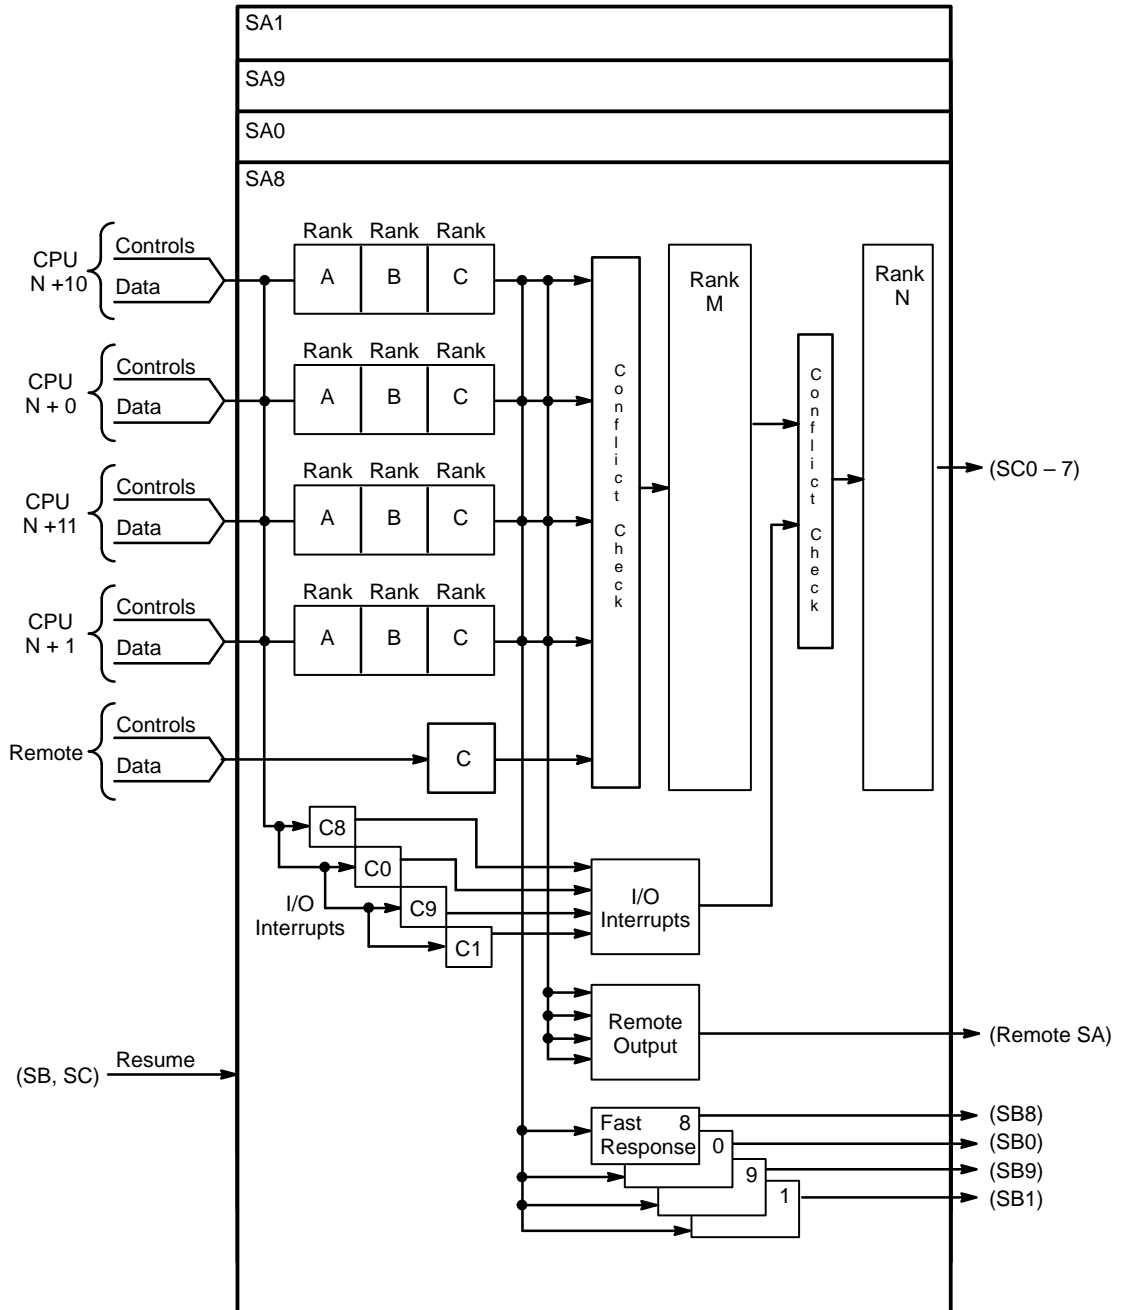 SA1
SA9
SA0
SA8
CPU
N +10
Controls
Data
Rank Rank Rank
A B C
CPU
N + 0
Controls
Data
Rank Rank Rank
A B C
CPU
N +11
Controls
Data
Rank Rank Rank
A B C
CPU
N + 1
Controls
Data
Rank Rank Rank
A B C
Remote
Controls
Data
C
Conflict Check
Rank
M
Conflict Check
Rank
N
(SC0 – 7)
C8
C0
C9
C1
I/O
Interrupts
I/O
Interrupts
Remote
Output
(Remote SA)
(SB, SC)
Resume
Fast 8
Response
0
9
1
(SB8)
(SB0)
(SB9)
(SB1)